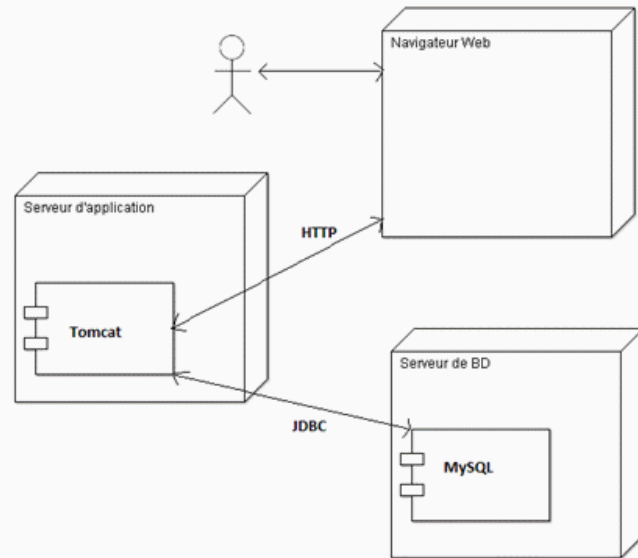 Navigateur Web
Serveur d'application
HTTP
Tomcat
Serveur de BD
JDBC
MySQL